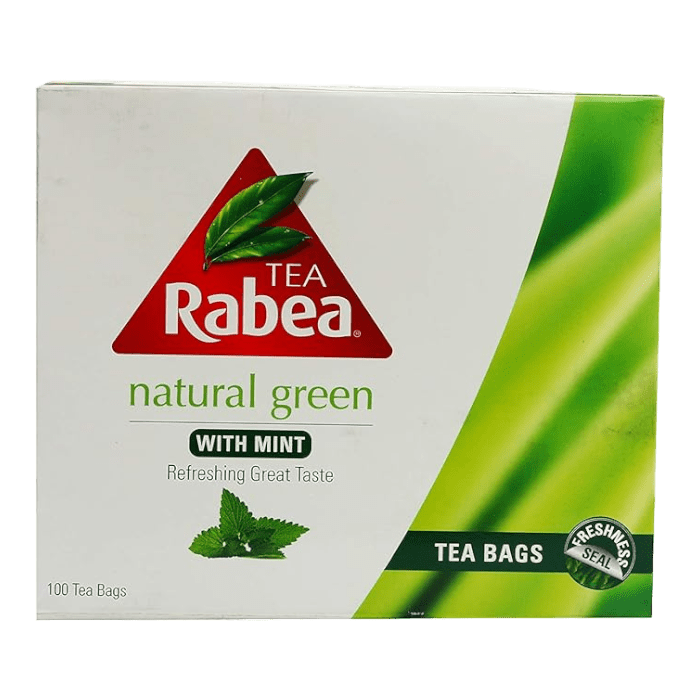 TEA
Rabea®
natural green
WITH MINT
Refreshing Great Taste
TEA BAGS
FRESHNESS
SEAL
100 Tea Bags